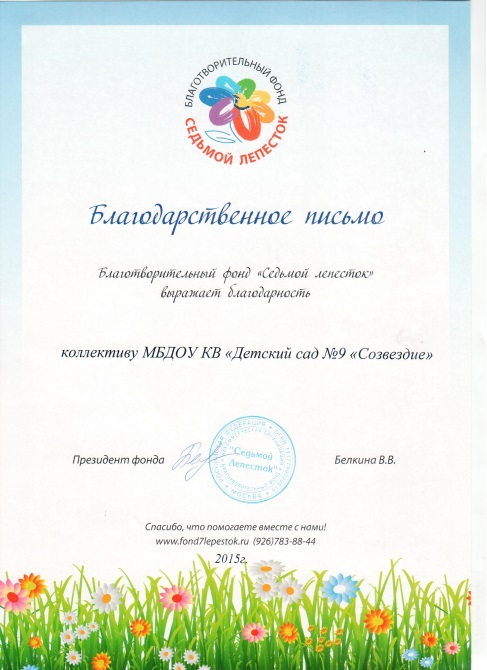 БЛАГОТВОРИТЕЛЬНЫЙ ФОНД
СЕДЬМОЙ ЛЕПЕСТОК
Благодарственное письмо
Благотворительный фонд «Седьмой лепесток»
выражает благодарность
коллективу МБДОУ КВ «Детский сад №9 «Созвездие»
Президент фонда
"Седьмой
Лепесток"
МОСКВА
Белкина В.В.
Спасибо, что помогаете вместе с нами!
www.fond7lepestok.ru (926)783-88-44
2015г.